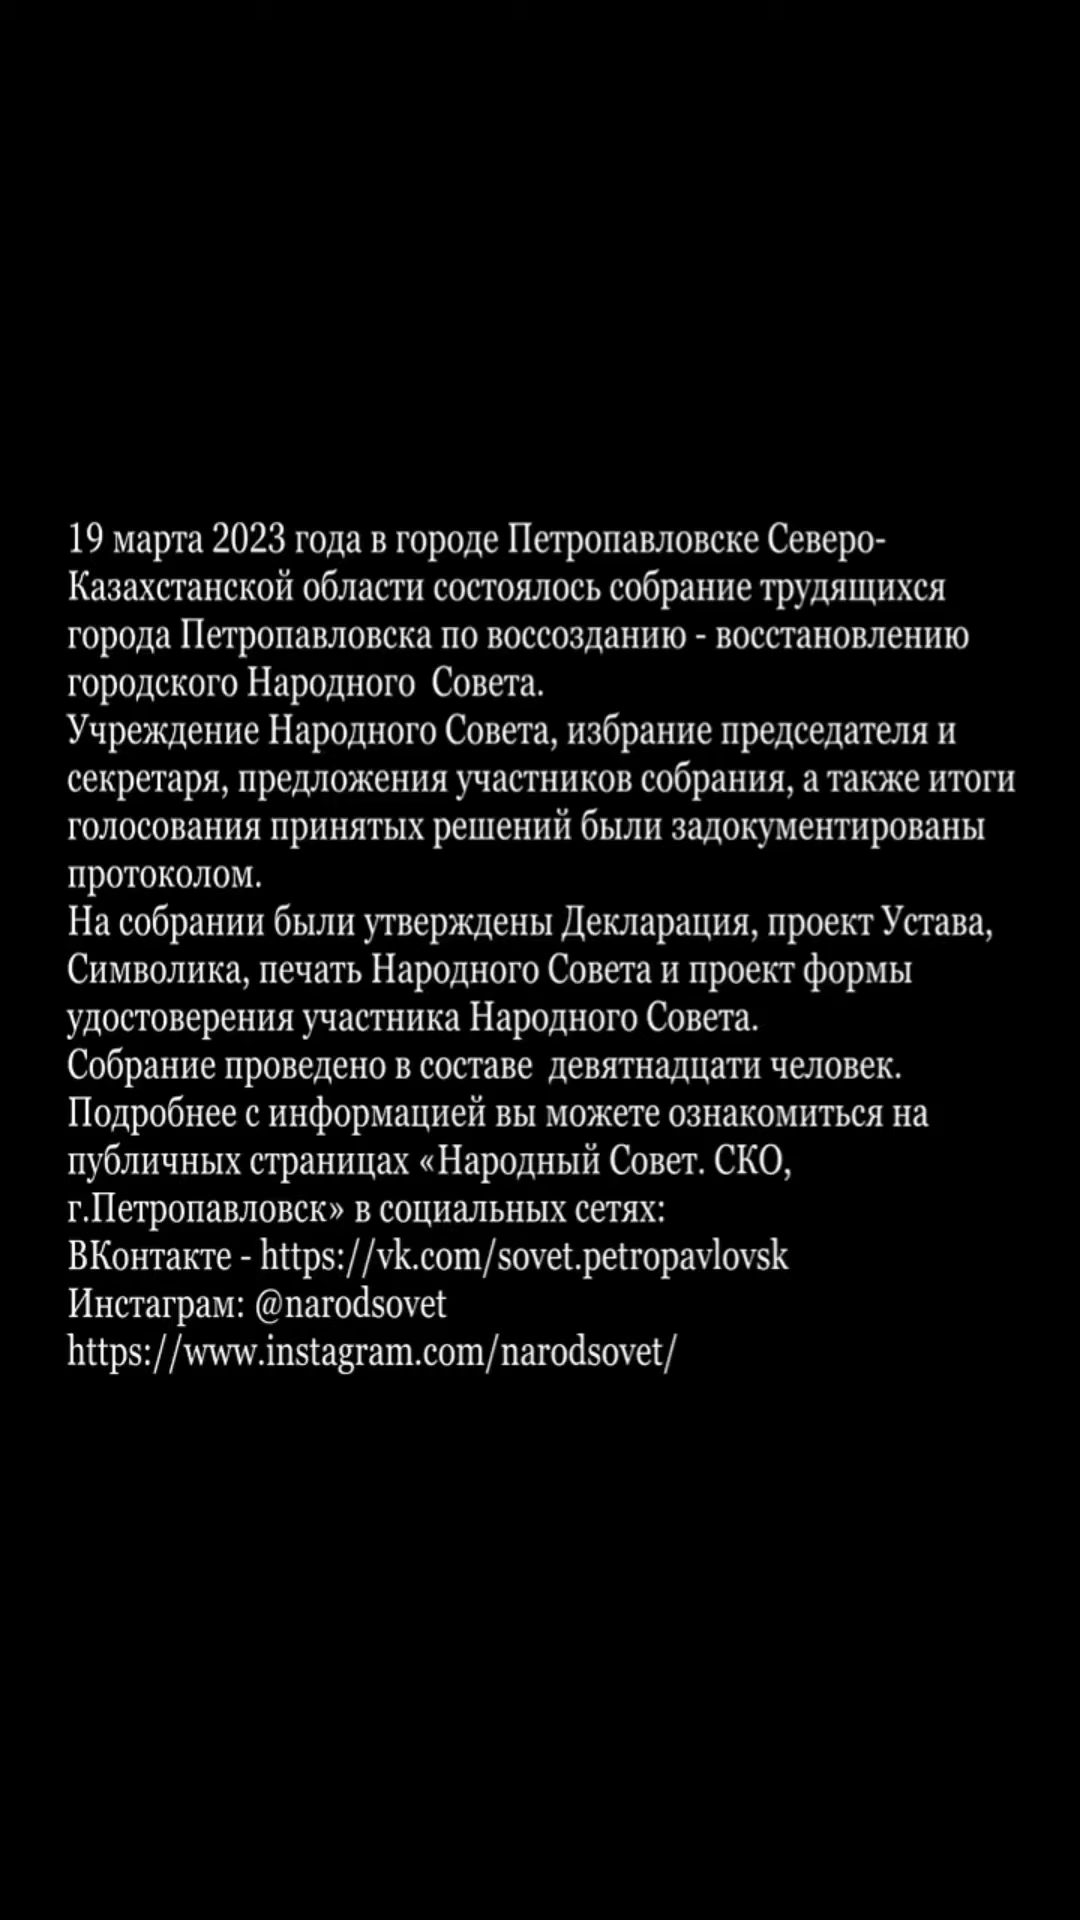 19 марта 2023 года в городе Петропавловске Северо-
Казахстанской области состоялось собрание трудящихся
города Петропавловска по воссозданию - восстановлению
городского Народного  Совета.
Учреждение Народного Совета, избрание председателя и
секретаря, предложения участников собрания, а также итоги
голосования принятых решений были задокументированы
протоколом.
На собрании были утверждены Декларация, проект Устава,
Символика, печать Народного Совета и проект формы
удостоверения участника Народного Совета.
Собрание проведено в составе  девятнадцати человек.
Подробнее с информацией вы можете ознакомиться на
публичных страницах «Народный Совет. СКО,
г.Петропавловск» в социальных сетях:
ВКонтакте - https://vk.com/sovet.petropavlovsk
Инстаграм: @narodsovet
https://www.instagram.com/narodsovet/